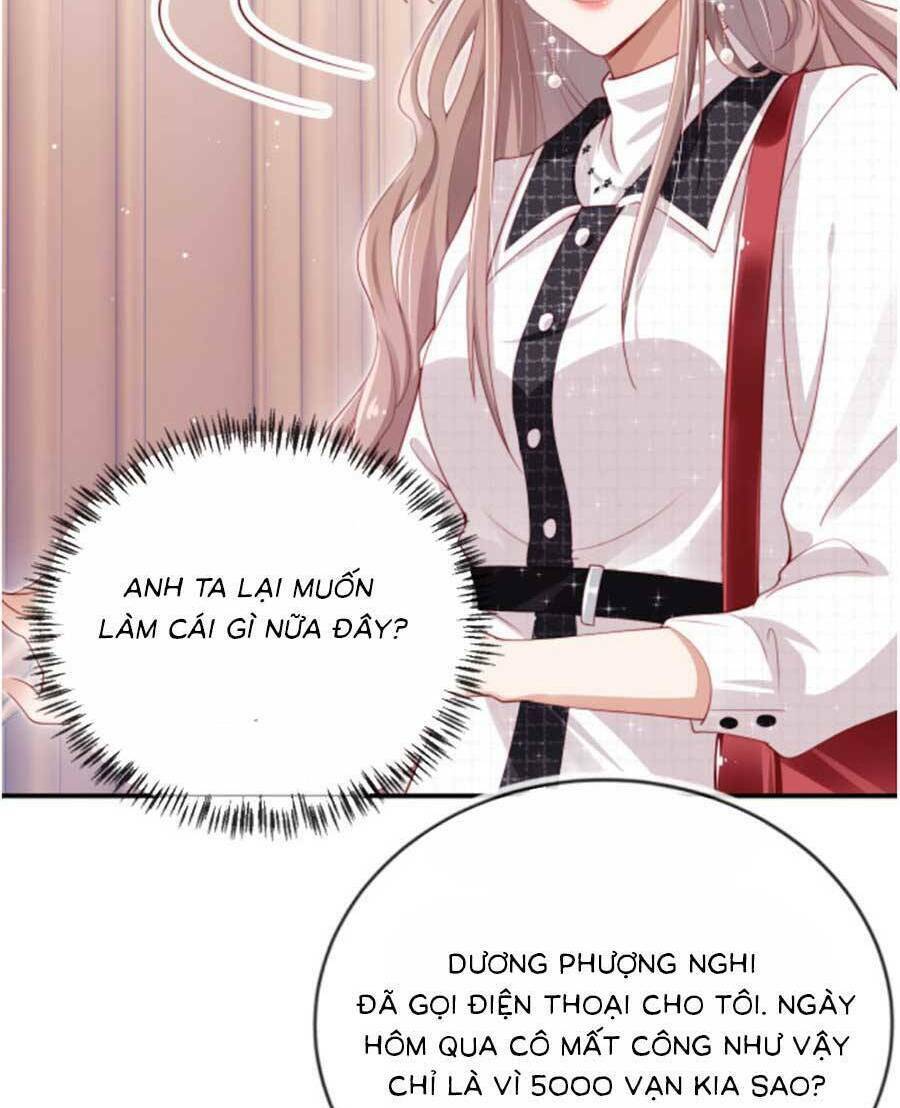 ANH TA LẠI MUỐN
LÀM CÁI GÌ NỮA ĐÂY?
DƯƠNG PHƯỢNG NGHI
ĐÃ GỌI ĐIỆN THOẠI CHO TÔI. NGÀY
HÔM QUA CÔ MẤT CÔNG NHƯ VẬY
CHỈ LÀ VÌ 5000 VẠN KIA SAO?